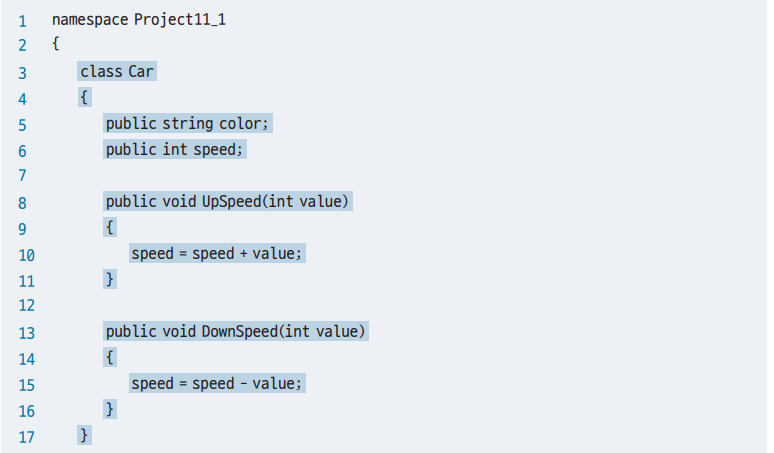 1 namespace Project11_1
2 {
3 class Car
4 {
5 public string color;
6 public int speed;
7
8 public void UpSpeed(int value)
9 {
10 speed = speed + value;
11 }
12
13 public void DownSpeed(int value)
14 {
15 speed = speed - value;
16 }
17 }